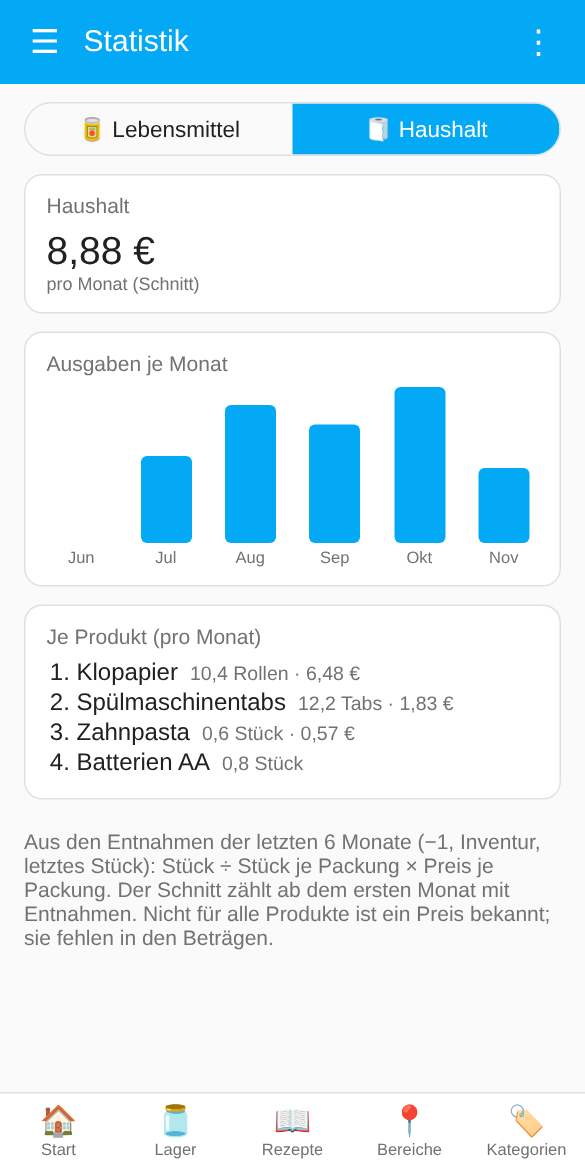 ☰ Statistik ⋮
🥫 Lebensmittel 🧻 Haushalt
Haushalt
8,88 €
pro Monat (Schnitt)
Ausgaben je Monat
Jun Jul Aug Sep Okt Nov
Je Produkt (pro Monat)
1. Klopapier 10,4 Rollen · 6,48 €
2. Spülmaschinentabs 12,2 Tabs · 1,83 €
3. Zahnpasta 0,6 Stück · 0,57 €
4. Batterien AA 0,8 Stück
Aus den Entnahmen der letzten 6 Monate (−1, Inventur,
letztes Stück): Stück ÷ Stück je Packung × Preis je
Packung. Der Schnitt zählt ab dem ersten Monat mit
Entnahmen. Nicht für alle Produkte ist ein Preis bekannt;
sie fehlen in den Beträgen.
Start Lager Rezepte Bereiche Kategorien